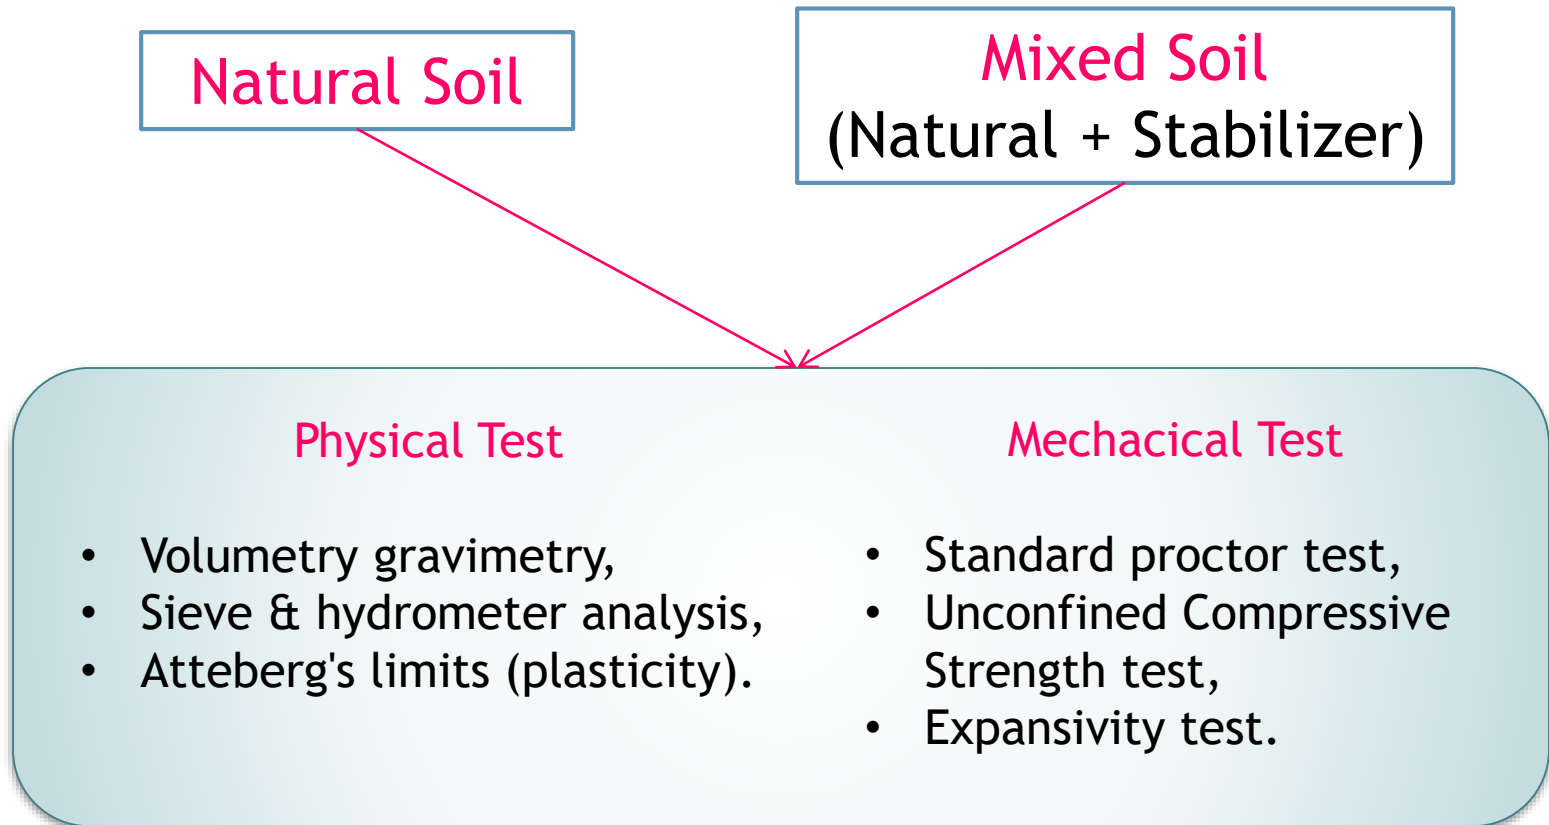 Natural Soil
Mixed Soil
(Natural + Stabilizer)
Physical Test
• Volumetry gravimetry,
• Sieve & hydrometer analysis,
• Atteberg's limits (plasticity).
Mechacical Test
• Standard proctor test,
• Unconfined Compressive
Strength test,
• Expansivity test.